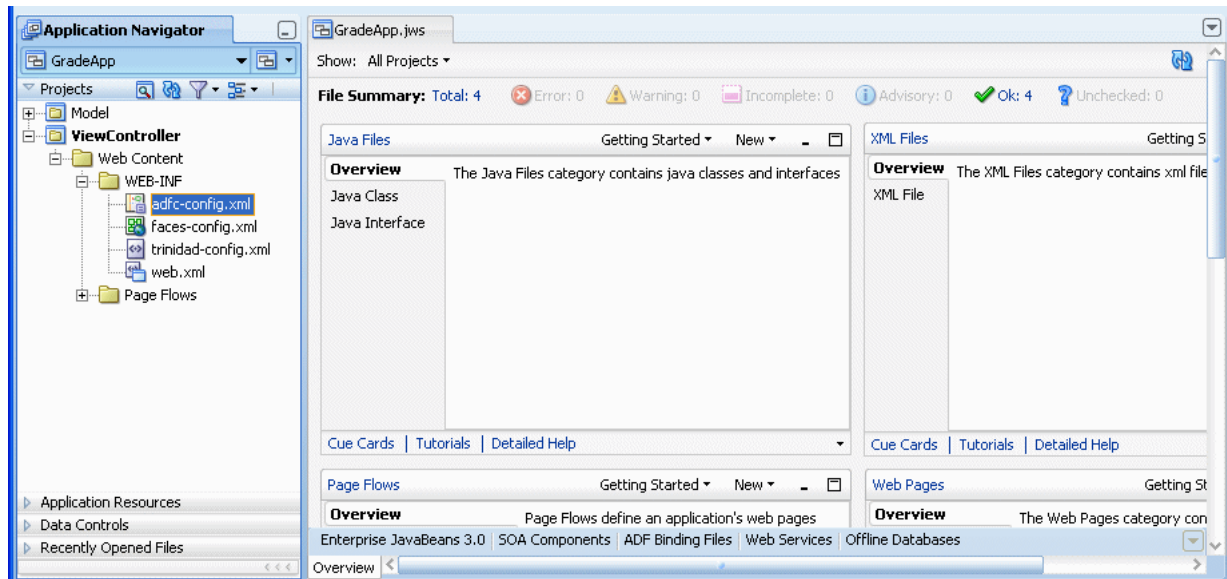 Application Navigator
GradeApp
Projects
Model
ViewController
Web Content
WEB-INF
adfc-config.xml
faces-config.xml
trinidad-config.xml
web.xml
Page Flows
Application Resources
Data Controls
Recently Opened Files
GradeApp.jws
Show: All Projects
File Summary: Total: 4 Error: 0 Warning: 0 Incomplete: 0 Advisory: 0 Ok: 4 Unchecked: 0
Java Files Getting Started New
Overview The Java Files category contains java classes and interfaces
Java Class
Java Interface
Cue Cards | Tutorials | Detailed Help
XML Files Getting S
Overview The XML Files category contains xml file
XML File
Cue Cards | Tutorials | Detailed Help
Page Flows Getting Started New
Overview Page Flows define an application's web pages
Web Pages Getting St
Overview The Web Pages category con
Enterprise JavaBeans 3.0 SOA Components ADF Binding Files Web Services Offline Databases
Overview